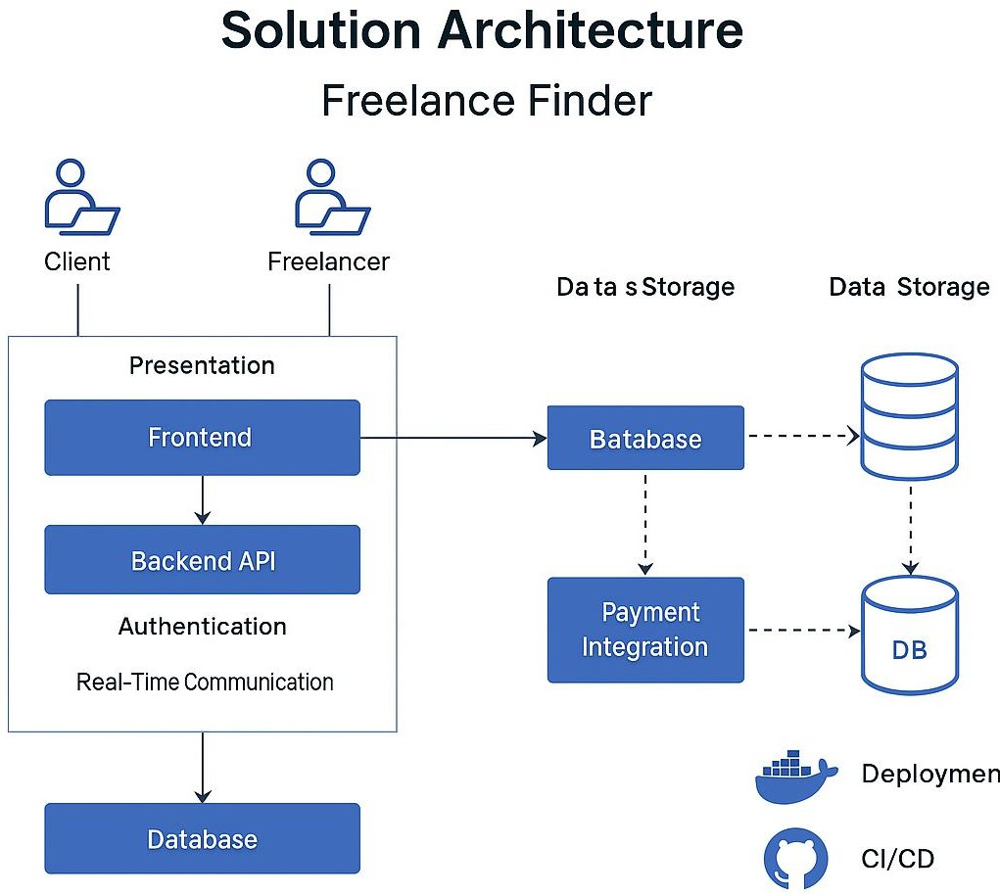 Solution Architecture
Freelance Finder
Client
Freelancer
Da ta s Storage
Data Storage
Presentation
Frontend
Batabase
Backend API
Payment
Integration
Authentication
DB
Real-Time Communication
Deploymen
CI/CD
Database